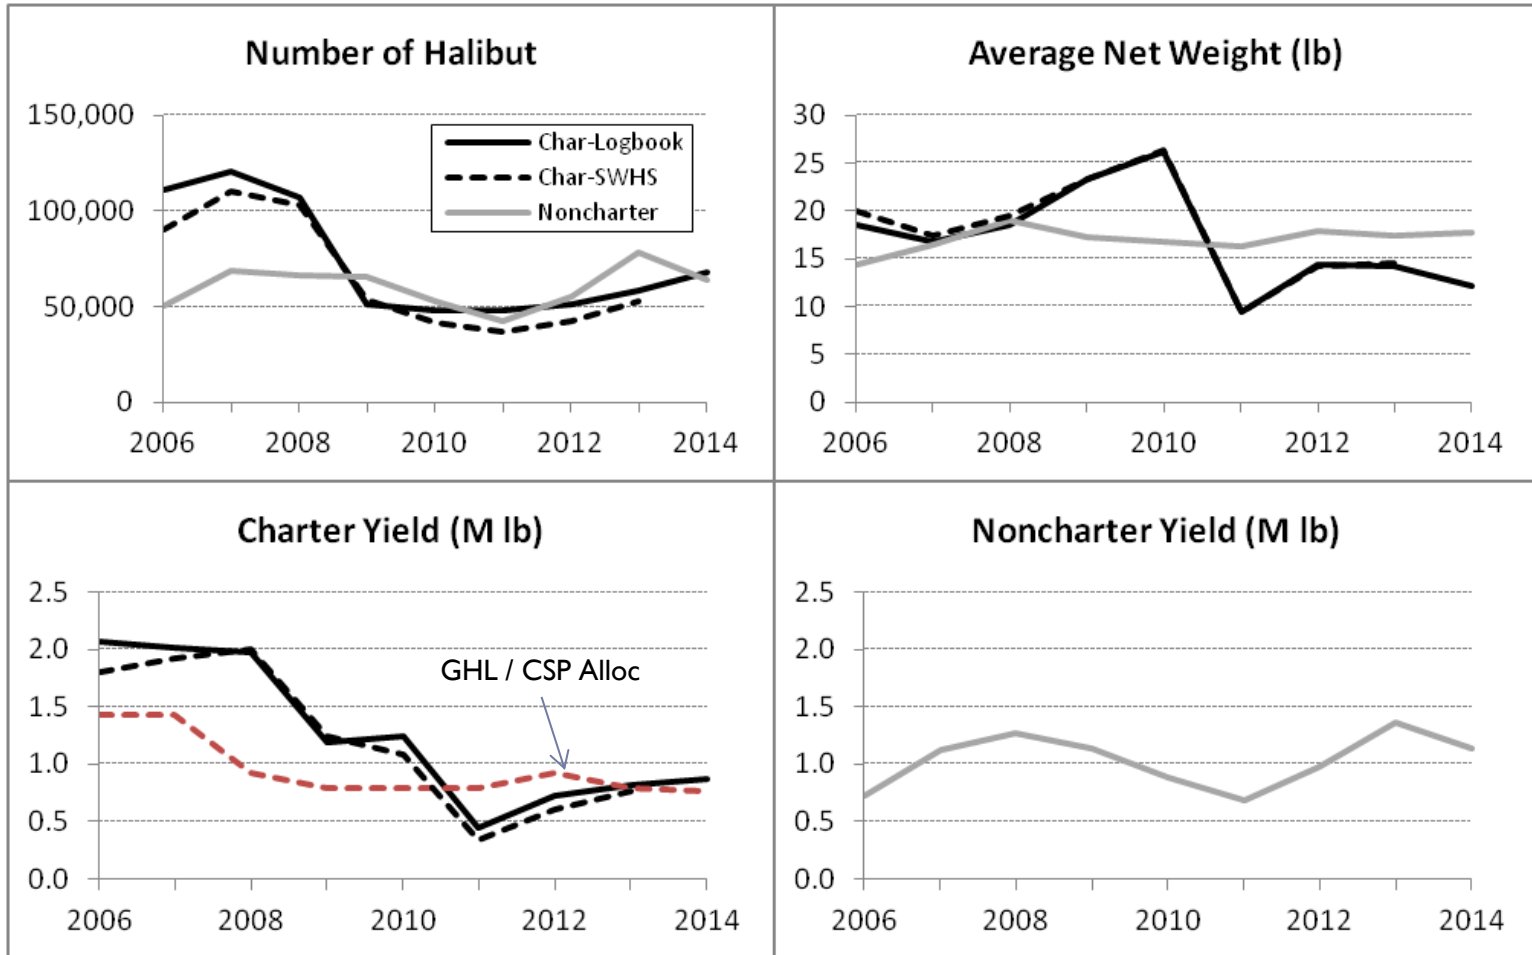 Number of Halibut
150,000
100,000
50,000
0
2006 2008 2010 2012 2014
Char-Logbook
Char-SWHS
Noncharter
Average Net Weight (lb)
30
25
20
15
10
5
0
2006 2008 2010 2012 2014
Charter Yield (M lb)
2.5
2.0
1.5
1.0
0.5
0.0
2006 2008 2010 2012 2014
GHL / CSP Alloc
Noncharter Yield (M lb)
2.5
2.0
1.5
1.0
0.5
0.0
2006 2008 2010 2012 2014